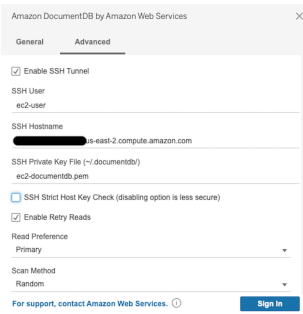 Amazon DocumentDB by Amazon Web Services
General Advanced
Enable SSH Tunnel
SSH User
ec2-user
SSH Hostname
us-east-2.compute.amazon.com
SSH Private Key File (~/.documentdb/)
ec2-documentdb.pem
SSH Strict Host Key Check (disabling option is less secure)
Enable Retry Reads
Read Preference
Primary
Scan Method
Random
For support, contact Amazon Web Services.
Sign In